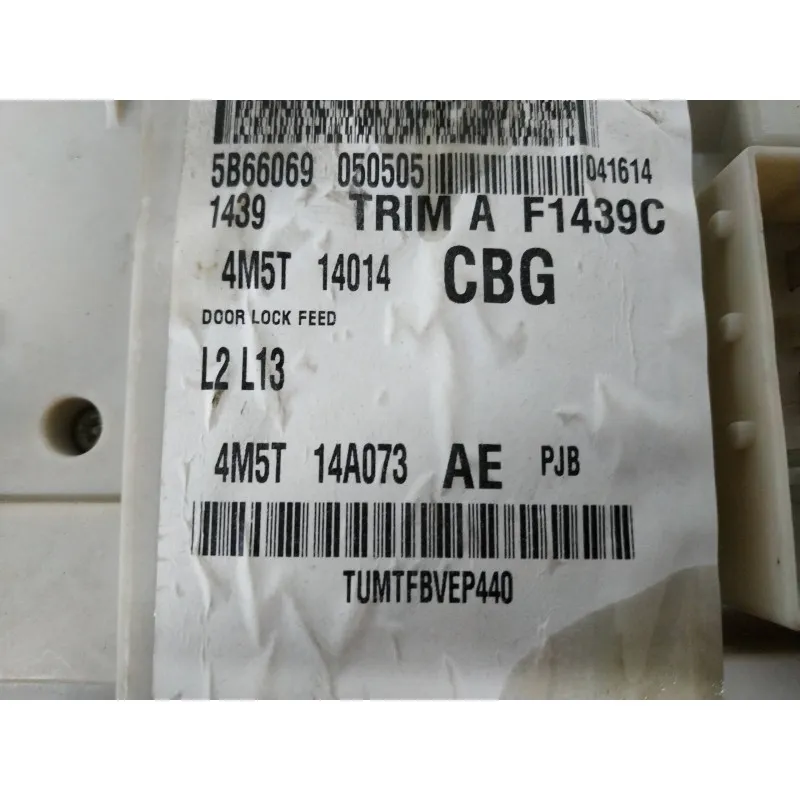 5B66069 050505 041614
1439 TRIM A F1439C
4M5T 14014 CBG
DOOR LOCK FEED
L2 L13
4M5T 14A073 AE PJB
TUMTFBVEP440